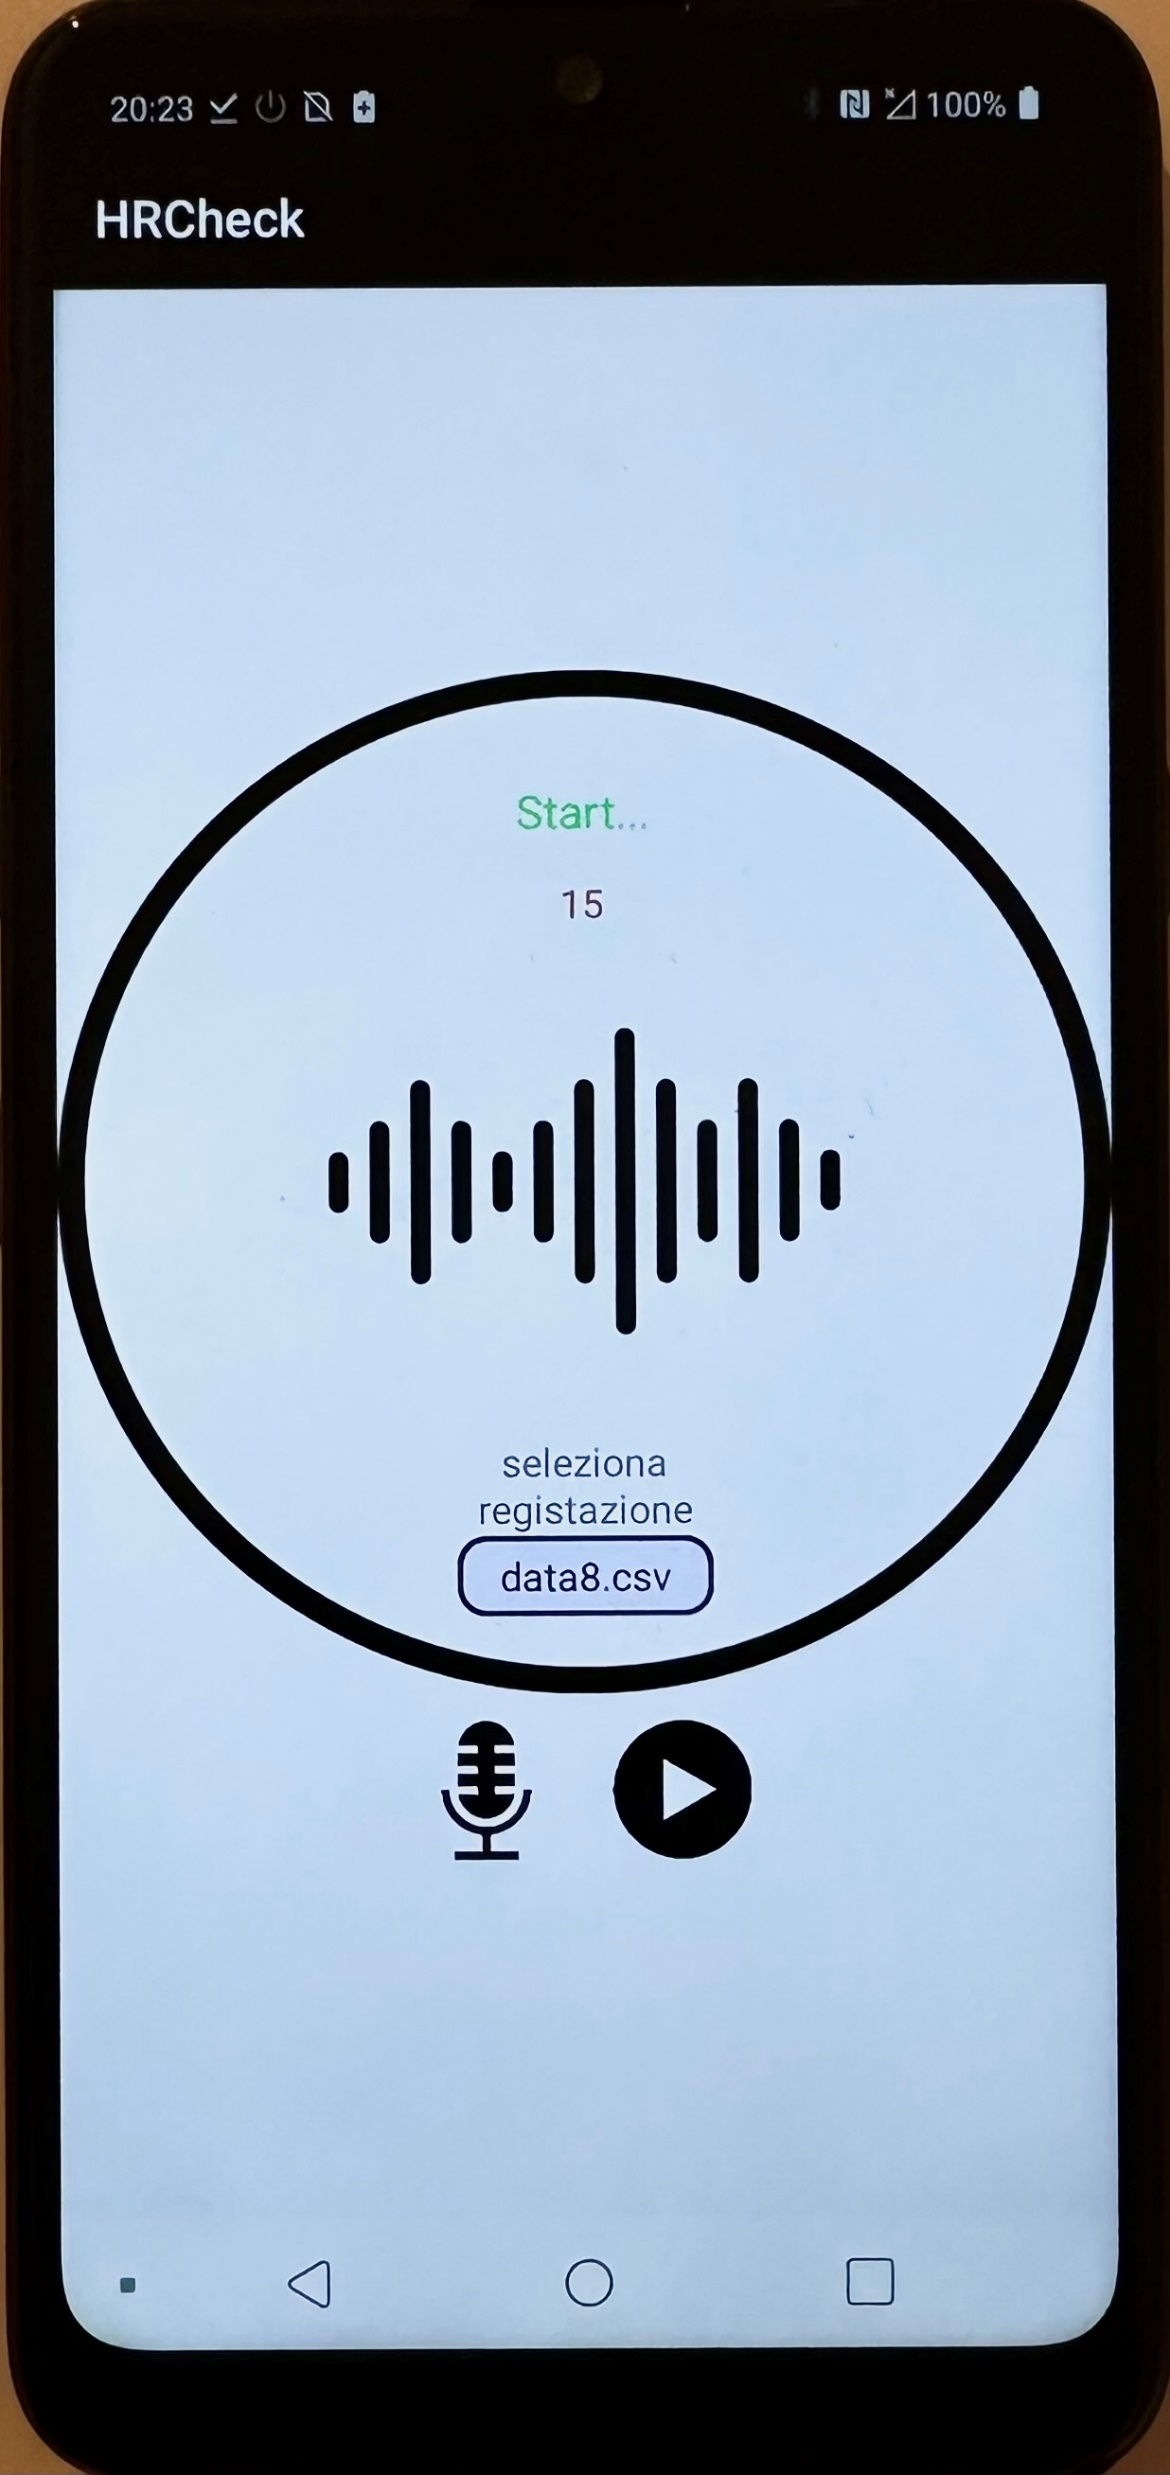 20:23 100%
HRCheck
Start...
15
seleziona
registazione
data8.csv